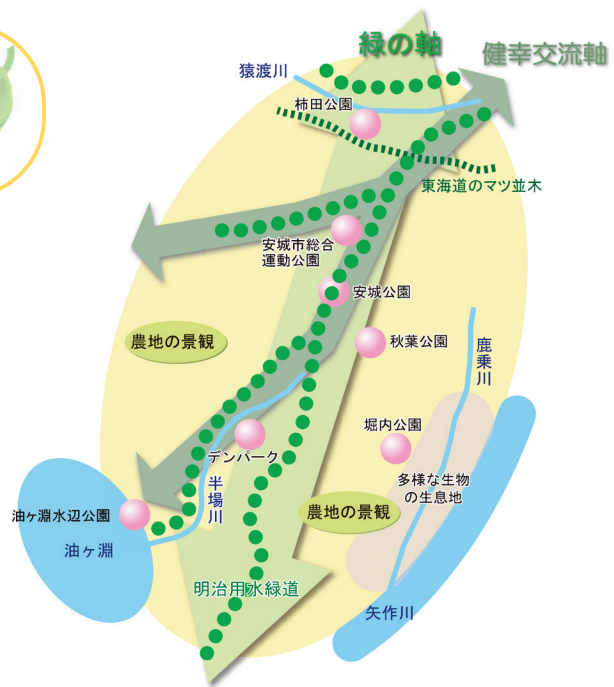 緑の軸
健幸交流軸
猿渡川
柿田公園
東海道のマツ並木
安城市総合
運動公園
安城公園
農地の景観
秋葉公園
鹿乗川
堀内公園
デンパーク
多様な生物
の生息地
半場川
油ヶ淵水辺公園
農地の景観
油ヶ淵
明治用水緑道
矢作川